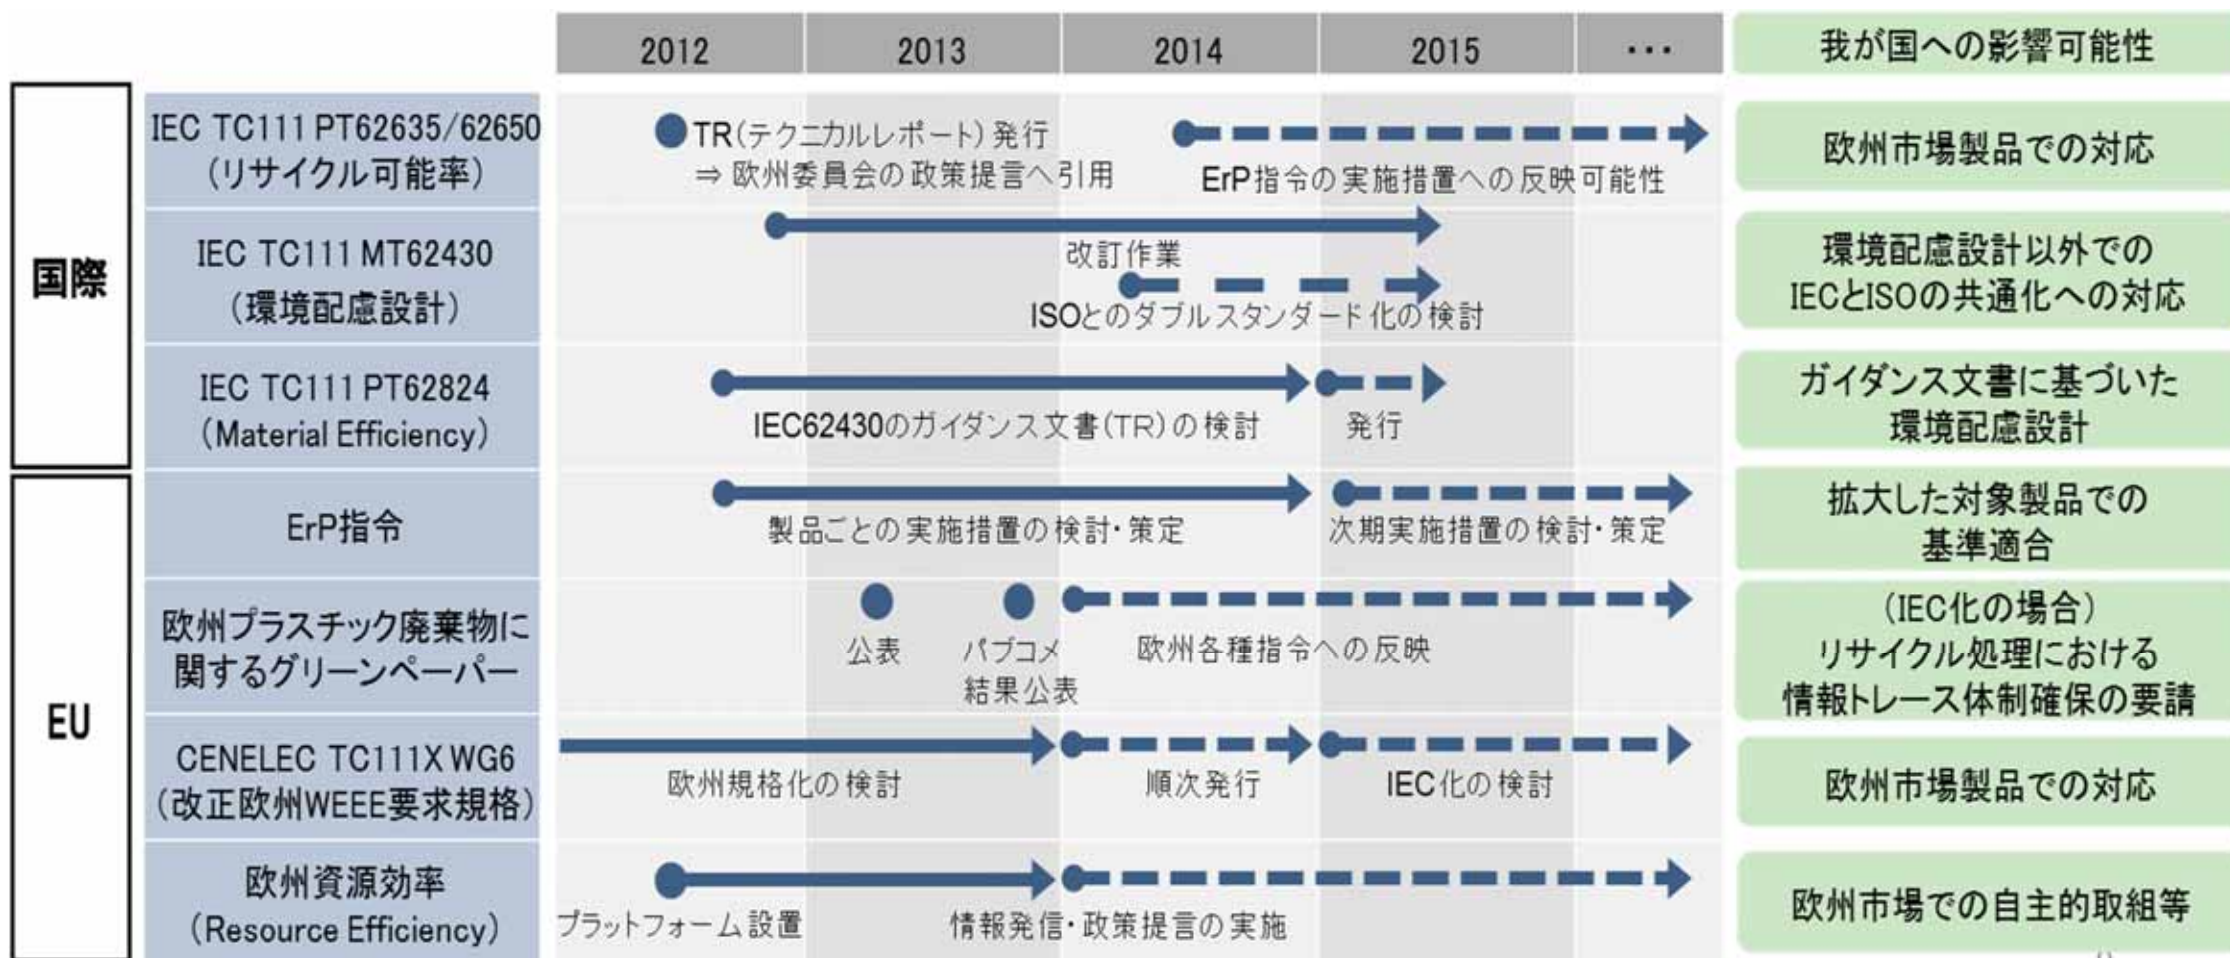 2012 2013 2014 2015 ･･･ 我が国への影響可能性
国際
IEC TC111 PT62635/62650
（リサイクル可能率）
TR（テクニカルレポート）発行
⇒ 欧州委員会の政策提言へ引用
ErP指令の実施措置への反映可能性
欧州市場製品での対応
IEC TC111 MT62430
（環境配慮設計）
改訂作業
ISOとのダブルスタンダード化の検討
環境配慮設計以外での
IECとISOの共通化への対応
IEC TC111 PT62824
（Material Efficiency）
IEC62430のガイダンス文書（TR）の検討
発行
ガイダンス文書に基づいた
環境配慮設計
EU
ErP指令
製品ごとの実施措置の検討・策定
次期実施措置の検討・策定
拡大した対象製品での
基準適合
欧州プラスチック廃棄物に
関するグリーンペーパー
公表
パブコメ
結果公表
欧州各種指令への反映
（IEC化の場合）
リサイクル処理における
情報トレース体制確保の要請
CENELEC TC111X WG6
（改正欧州WEEE要求規格）
欧州規格化の検討
順次発行
IEC化の検討
欧州市場製品での対応
欧州資源効率
（Resource Efficiency）
プラットフォーム設置
情報発信・政策提言の実施
欧州市場での自主的取組等